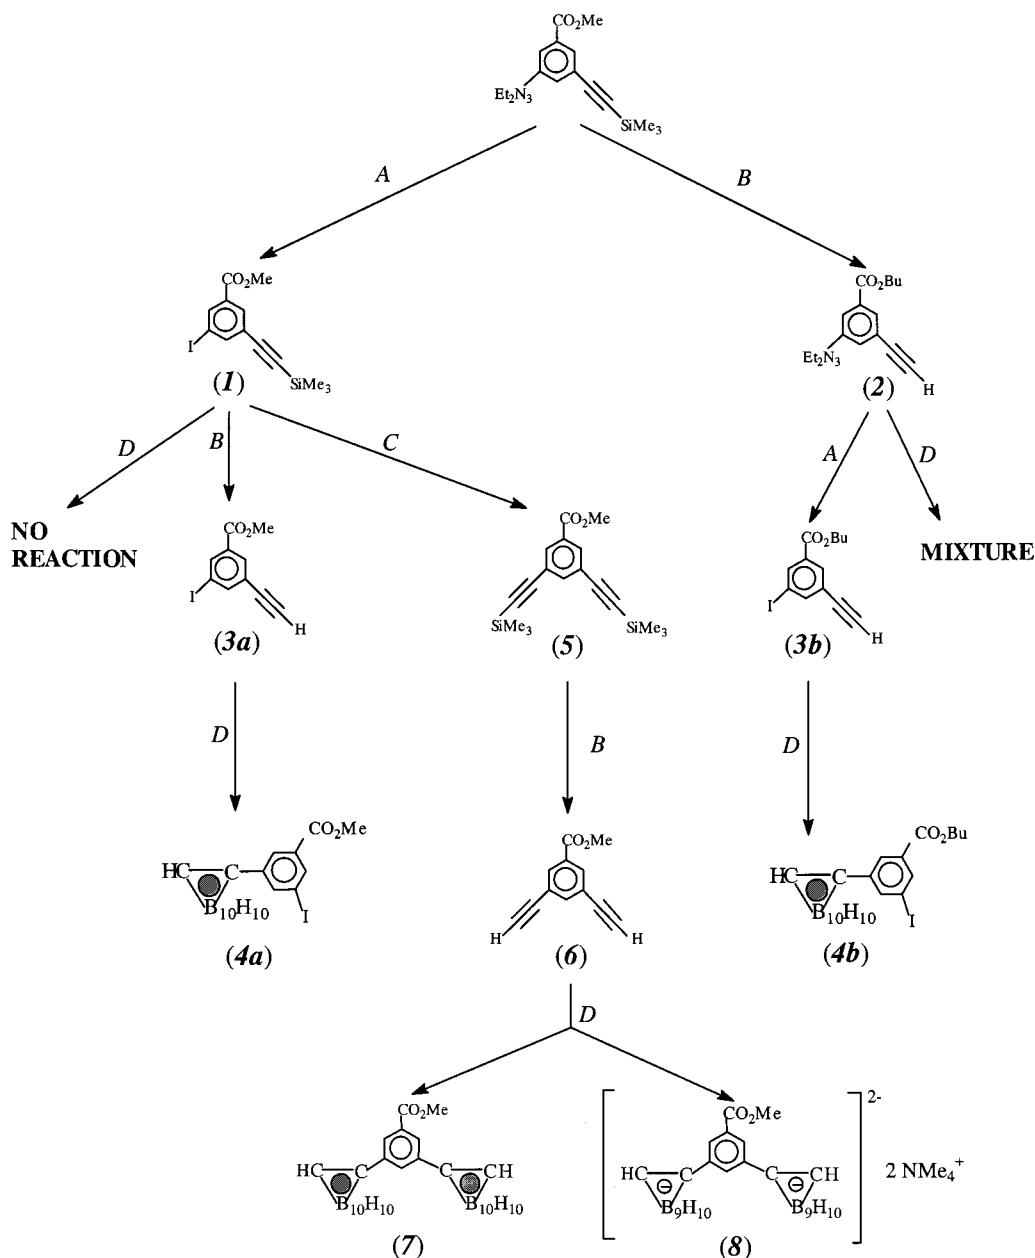 CO₂Me
Et₂N₃
SiMe₃
A
B
CO₂Me
I
SiMe₃
(1)
CO₂Bu
Et₂N₃
H
(2)
D
B
C
A
D
NO
REACTION
CO₂Me
I
H
(3a)
CO₂Me
SiMe₃
SiMe₃
(5)
CO₂Bu
I
H
(3b)
MIXTURE
D
B
D
CO₂Me
HC
C
B₁₀H₁₀
I
(4a)
CO₂Me
H
H
(6)
CO₂Bu
HC
C
B₁₀H₁₀
I
(4b)
D
CO₂Me
HC
C
C
CH
B₁₀H₁₀
B₁₀H₁₀
(7)
CO₂Me
HC
C
C
CH
B₉H₁₀
B₉H₁₀
2-
2 NMe₄⁺
(8)